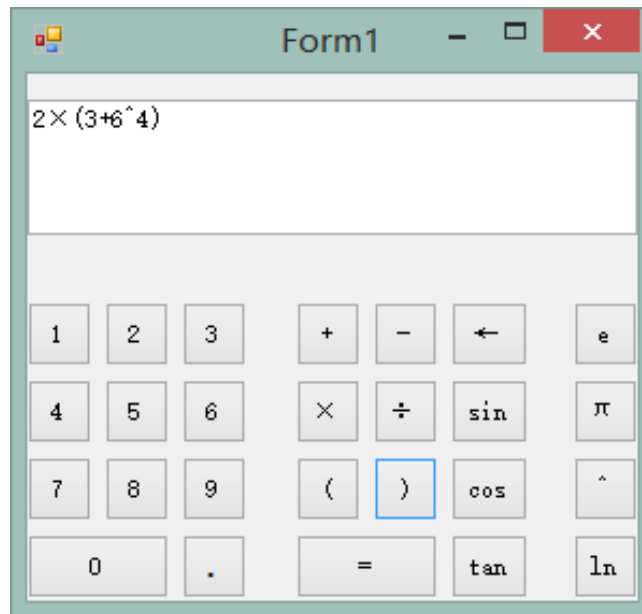 Form1
2×(3+6^4)
1 2 3 + - ← e
4 5 6 × ÷ sin π
7 8 9 ( ) cos ^
0 . = tan ln